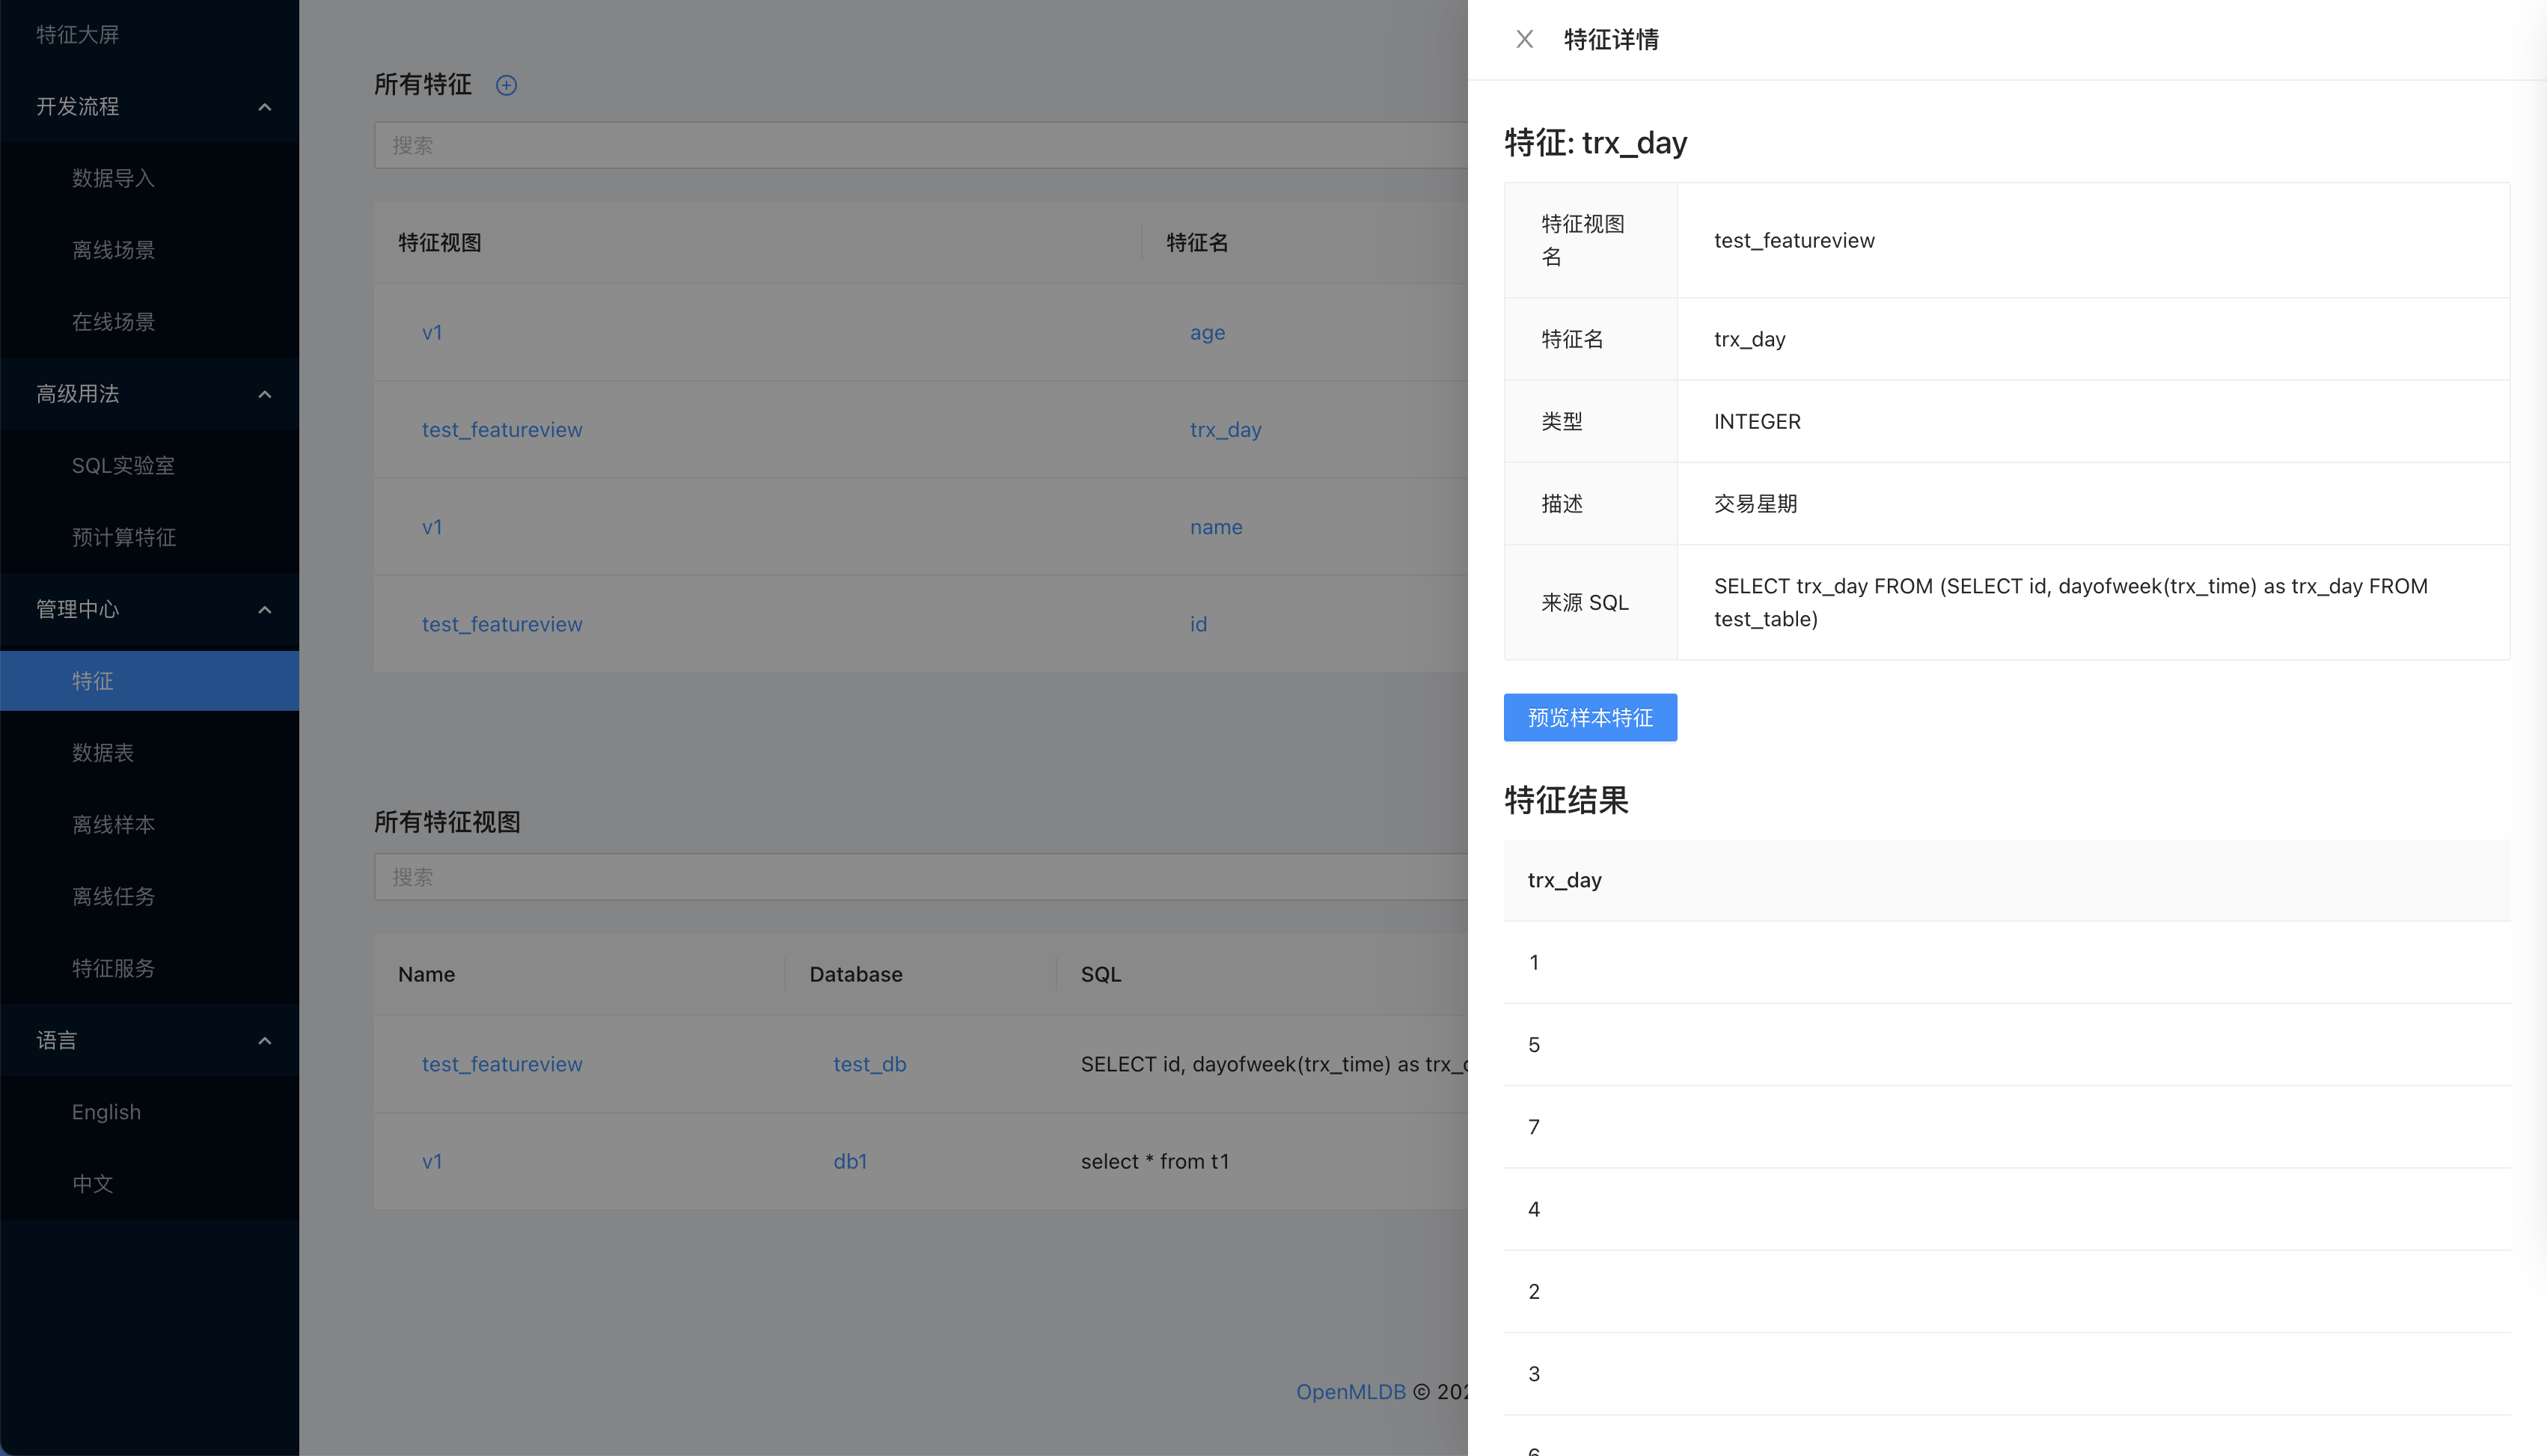 特征大屏
开发流程
数据导入
离线场景
在线场景
高级用法
SQL实验室
预计算特征
管理中心
特征
数据表
离线样本
离线任务
特征服务
语言
English
中文
所有特征
搜索
特征视图 特征名
v1 age
test_featureview trx_day
v1 name
test_featureview id
所有特征视图
搜索
Name Database SQL
test_featureview test_db SELECT id, dayofweek(trx_time) as
v1 db1 select * from t1
OpenMLDB ©
特征详情
特征: trx_day
特征视图
名
test_featureview
特征名 trx_day
类型 INTEGER
描述 交易星期
来源 SQL
SELECT trx_day FROM (SELECT id, dayofweek(trx_time) as trx_day FROM
test_table)
预览样本特征
特征结果
trx_day
1
5
7
4
2
3